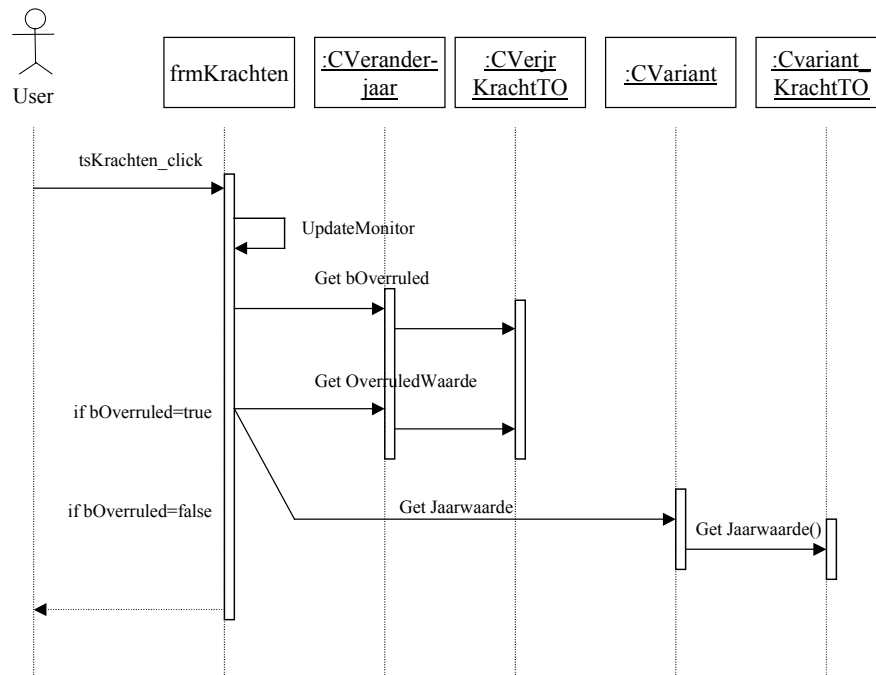 User
frmKrachten
:CVerander-
jaar
:CVerjr
KrachtTO
:CVariant
:Cvariant_
KrachtTO
tsKrachten_click
UpdateMonitor
Get bOverruled
Get OverruledWaarde
if bOverruled=true
if bOverruled=false
Get Jaarwaarde
Get Jaarwaarde()